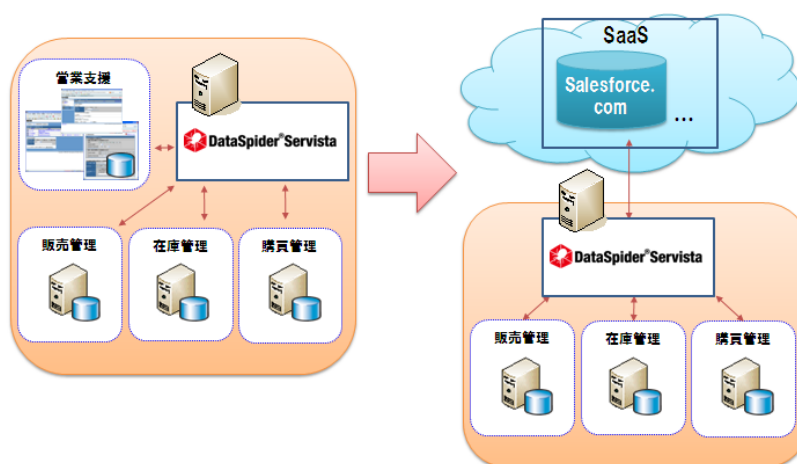 営業支援
DataSpider®Servista
販売管理
在庫管理
購買管理
SaaS
Salesforce.
com
...
DataSpider®Servista
販売管理
在庫管理
購買管理